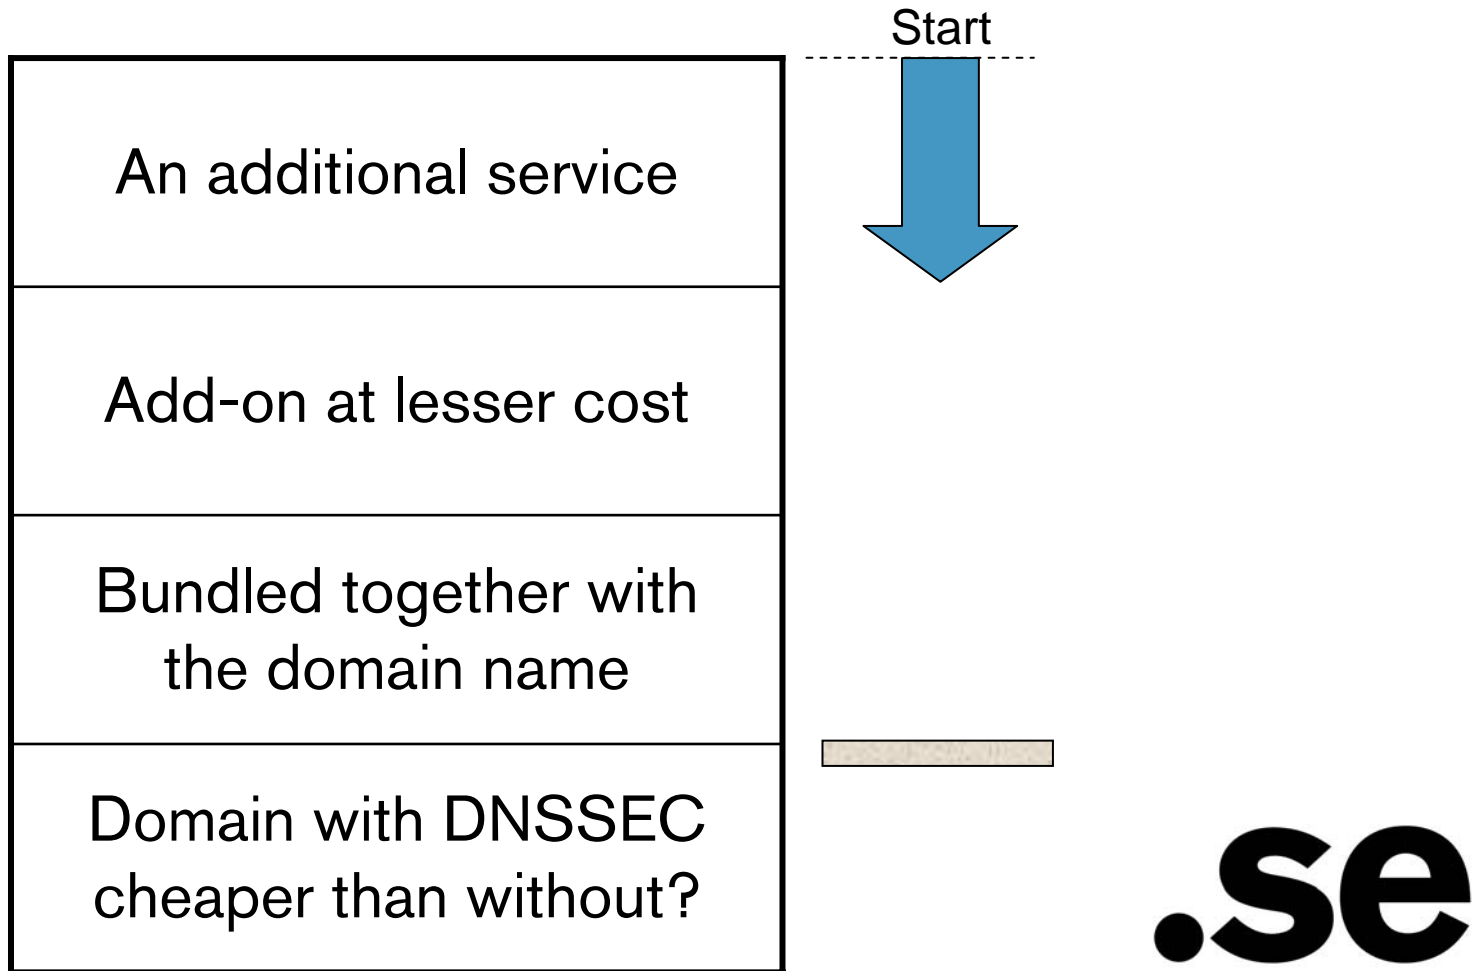 Start
An additional service
Add-on at lesser cost
Bundled together with
the domain name
Domain with DNSSEC
cheaper than without?
.se